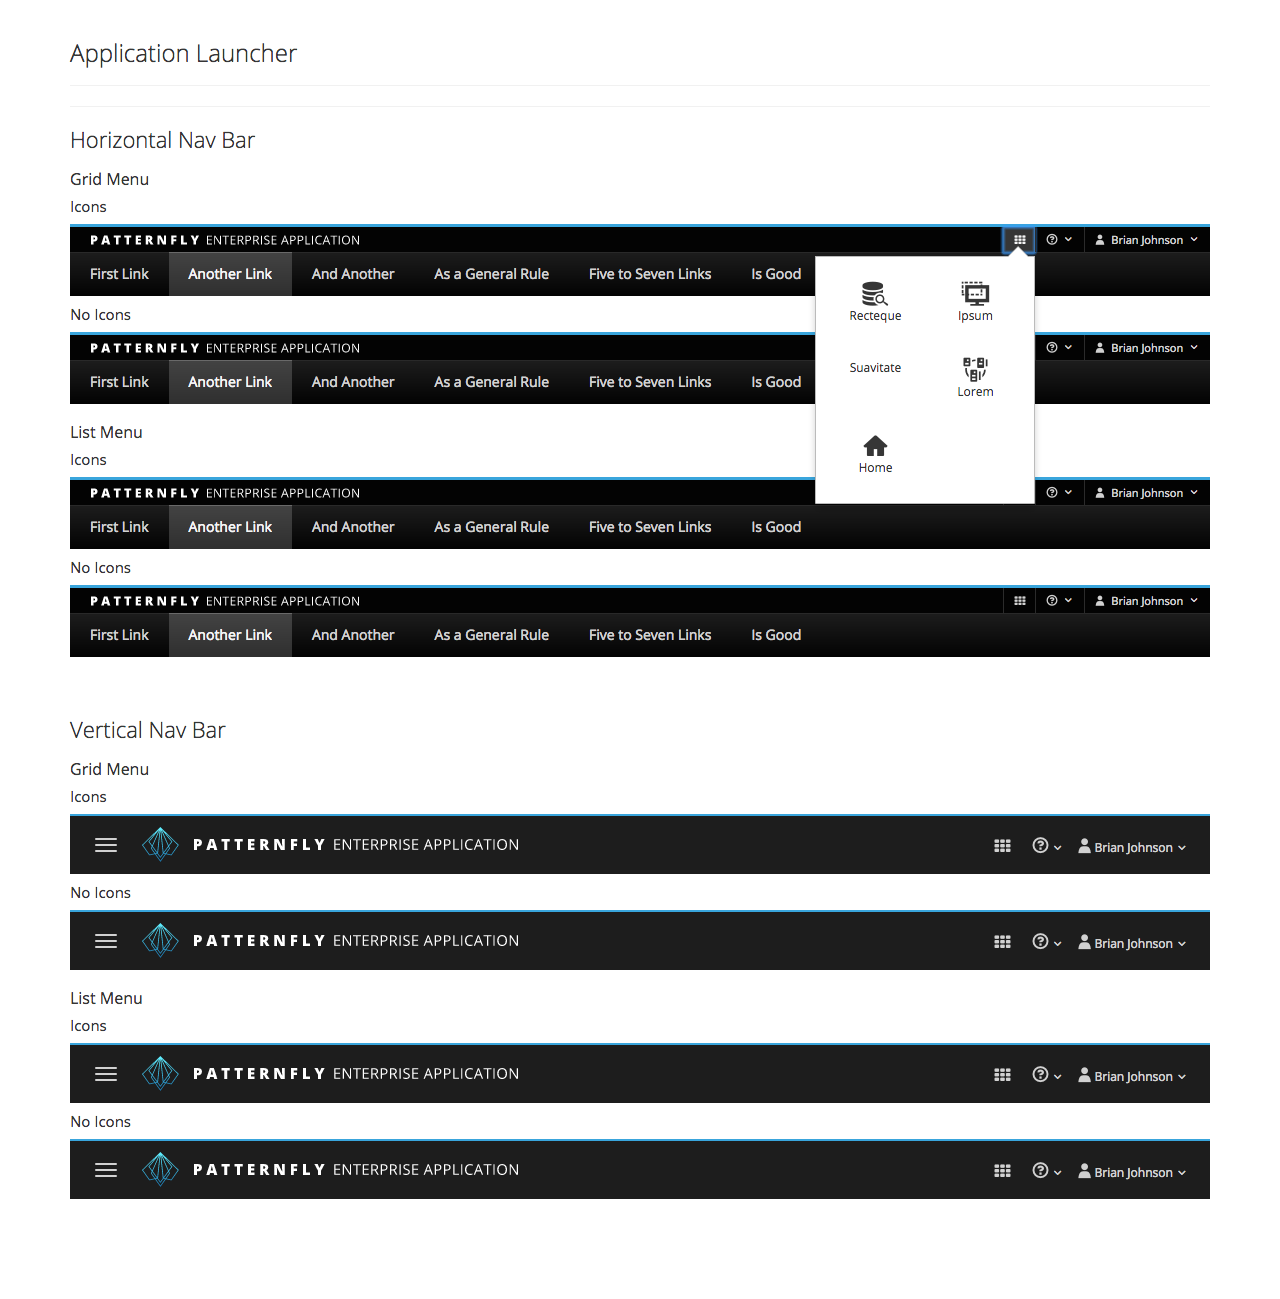 Application Launcher
Horizontal Nav Bar
Grid Menu
Icons
PATTERNFLY ENTERPRISE APPLICATION Brian Johnson
First Link Another Link And Another As a General Rule Five to Seven Links Is Good
Recteque Ipsum
Suavitate Lorem
Home
No Icons
PATTERNFLY ENTERPRISE APPLICATION Brian Johnson
First Link Another Link And Another As a General Rule Five to Seven Links Is Good
List Menu
Icons
PATTERNFLY ENTERPRISE APPLICATION Brian Johnson
First Link Another Link And Another As a General Rule Five to Seven Links Is Good
No Icons
PATTERNFLY ENTERPRISE APPLICATION Brian Johnson
First Link Another Link And Another As a General Rule Five to Seven Links Is Good
Vertical Nav Bar
Grid Menu
Icons
PATTERNFLY ENTERPRISE APPLICATION Brian Johnson
No Icons
PATTERNFLY ENTERPRISE APPLICATION Brian Johnson
List Menu
Icons
PATTERNFLY ENTERPRISE APPLICATION Brian Johnson
No Icons
PATTERNFLY ENTERPRISE APPLICATION Brian Johnson